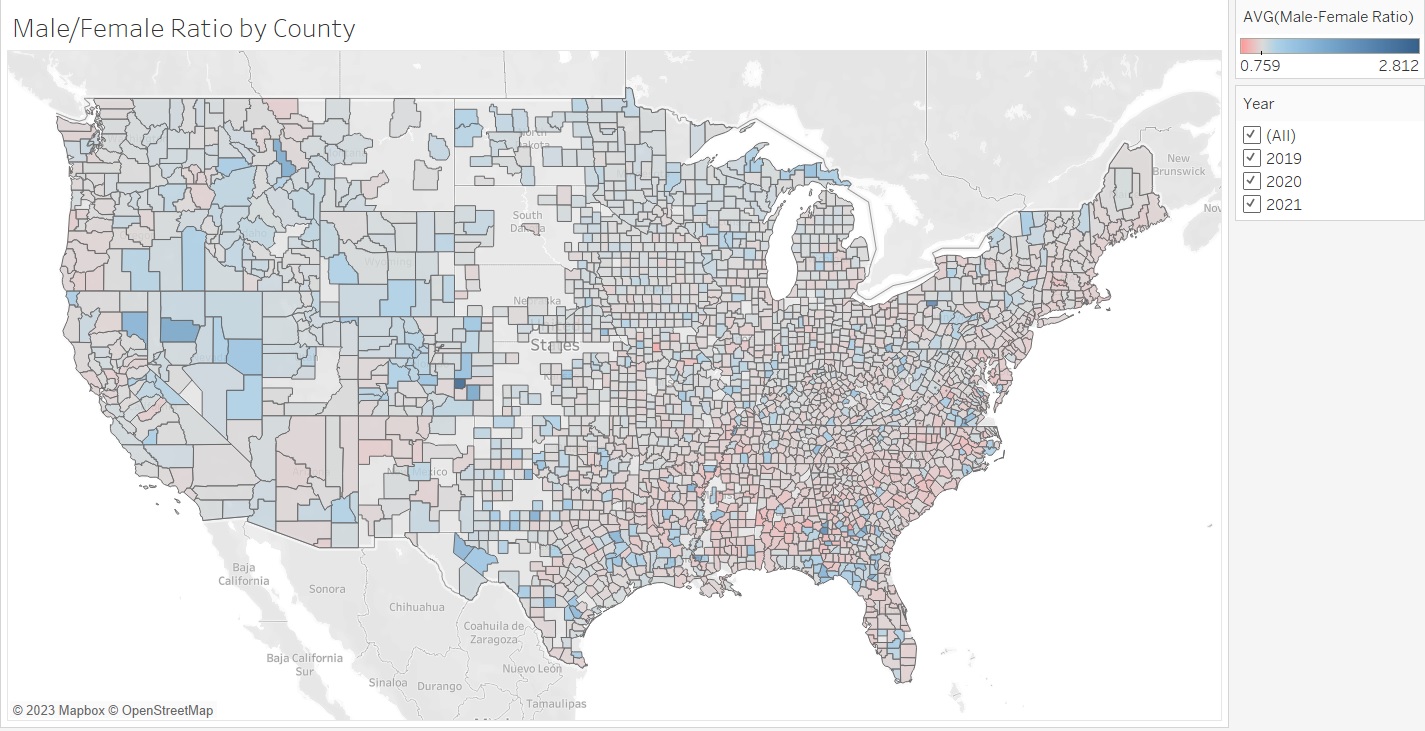 Male/Female Ratio by County
AVG(Male-Female Ratio)
0.759
2.812
Year
(All)
2019
2020
2021
New
Brunswick
North
Dakota
South
Dakota
Wyoming
Nebraska
States
New Mexico
Baja
California
Sonora
Chihuahua
Coahuila de
Zaragoza
Baja California
Sur
Nuevo León
Sinaloa
Durango
Tamaulipas
© 2023 Mapbox © OpenStreetMap